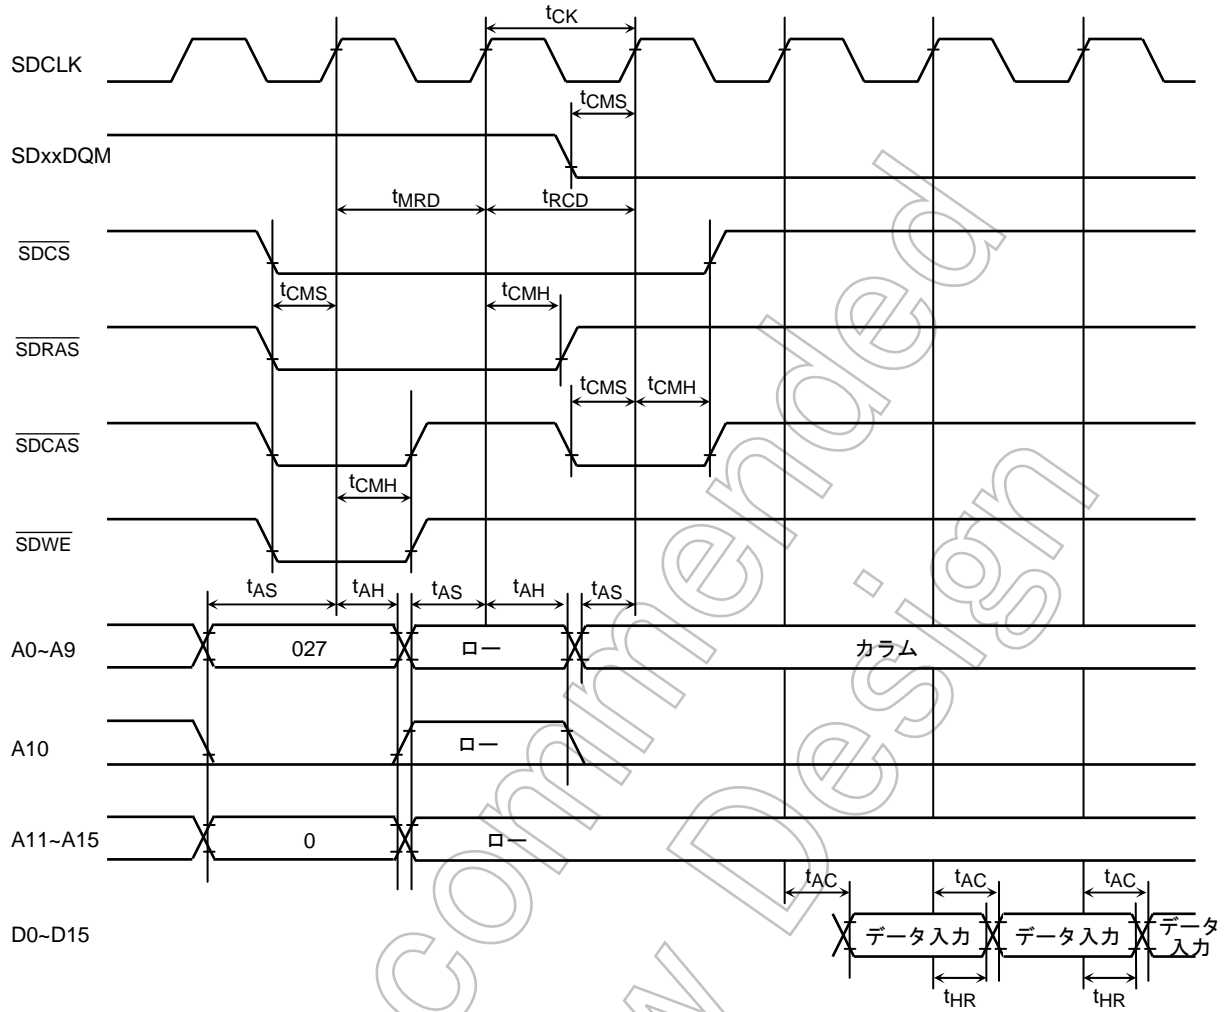 tCK
SDCLK
tCMS
SDxxDQM
tMRD tRCD
SDCS
tCMS tCMH
SDRAS
tCMS tCMH
SDCAS
tCMH
SDWE
tAS tAH tAS tAH tAS
A0~A9 027 ロー カラム
A10 ロー
A11~A15 0 ロー
tAC tAC tAC
D0~D15 データ入力 データ入力 データ
入力
tHR tHR
commended
w Design